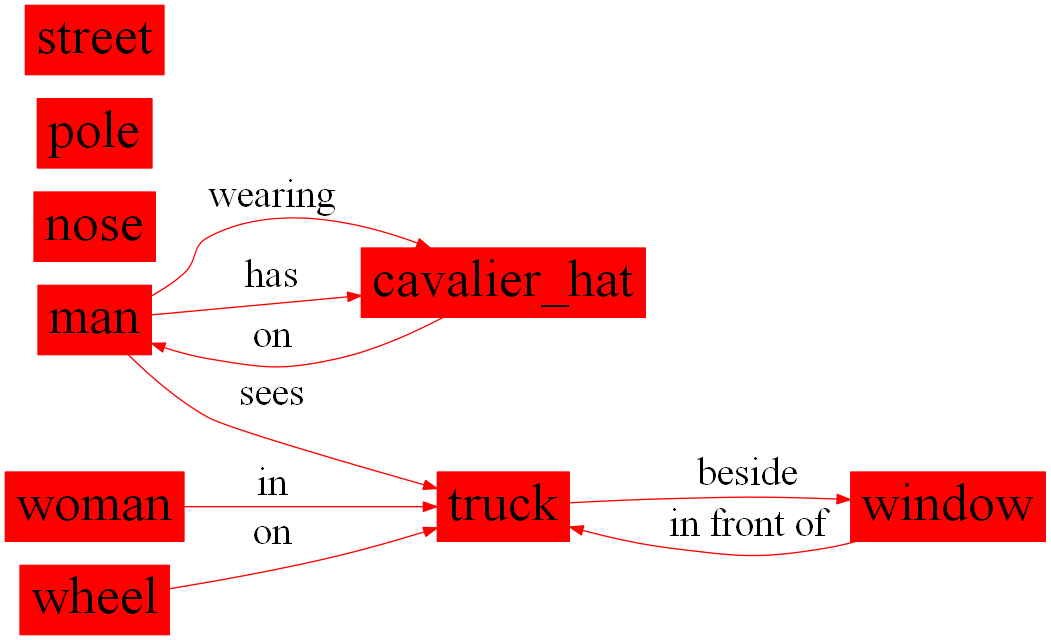 street
pole
nose
wearing
has
cavalier_hat
man
on
sees
woman
in
truck
beside
window
in front of
on
wheel